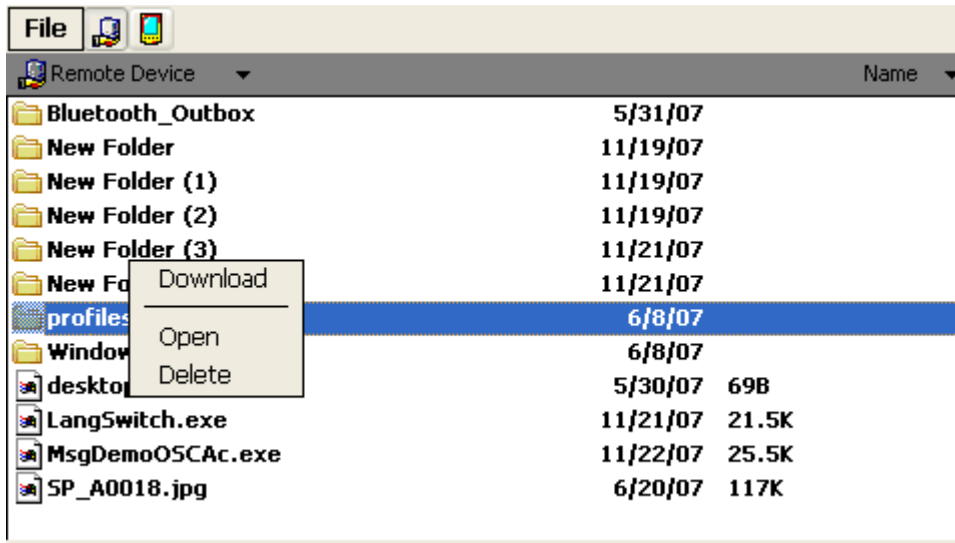 File
Remote Device Name
Bluetooth_Outbox 5/31/07
New Folder 11/19/07
New Folder (1) 11/19/07
New Folder (2) 11/19/07
New Folder (3) 11/21/07
New Fo 11/21/07
profiles 6/8/07
Window 6/8/07
deskto 5/30/07 69B
LangSwitch.exe 11/21/07 21.5K
MsgDemoOSCAc.exe 11/22/07 25.5K
SP_A0018.jpg 6/20/07 117K
Download
Open
Delete